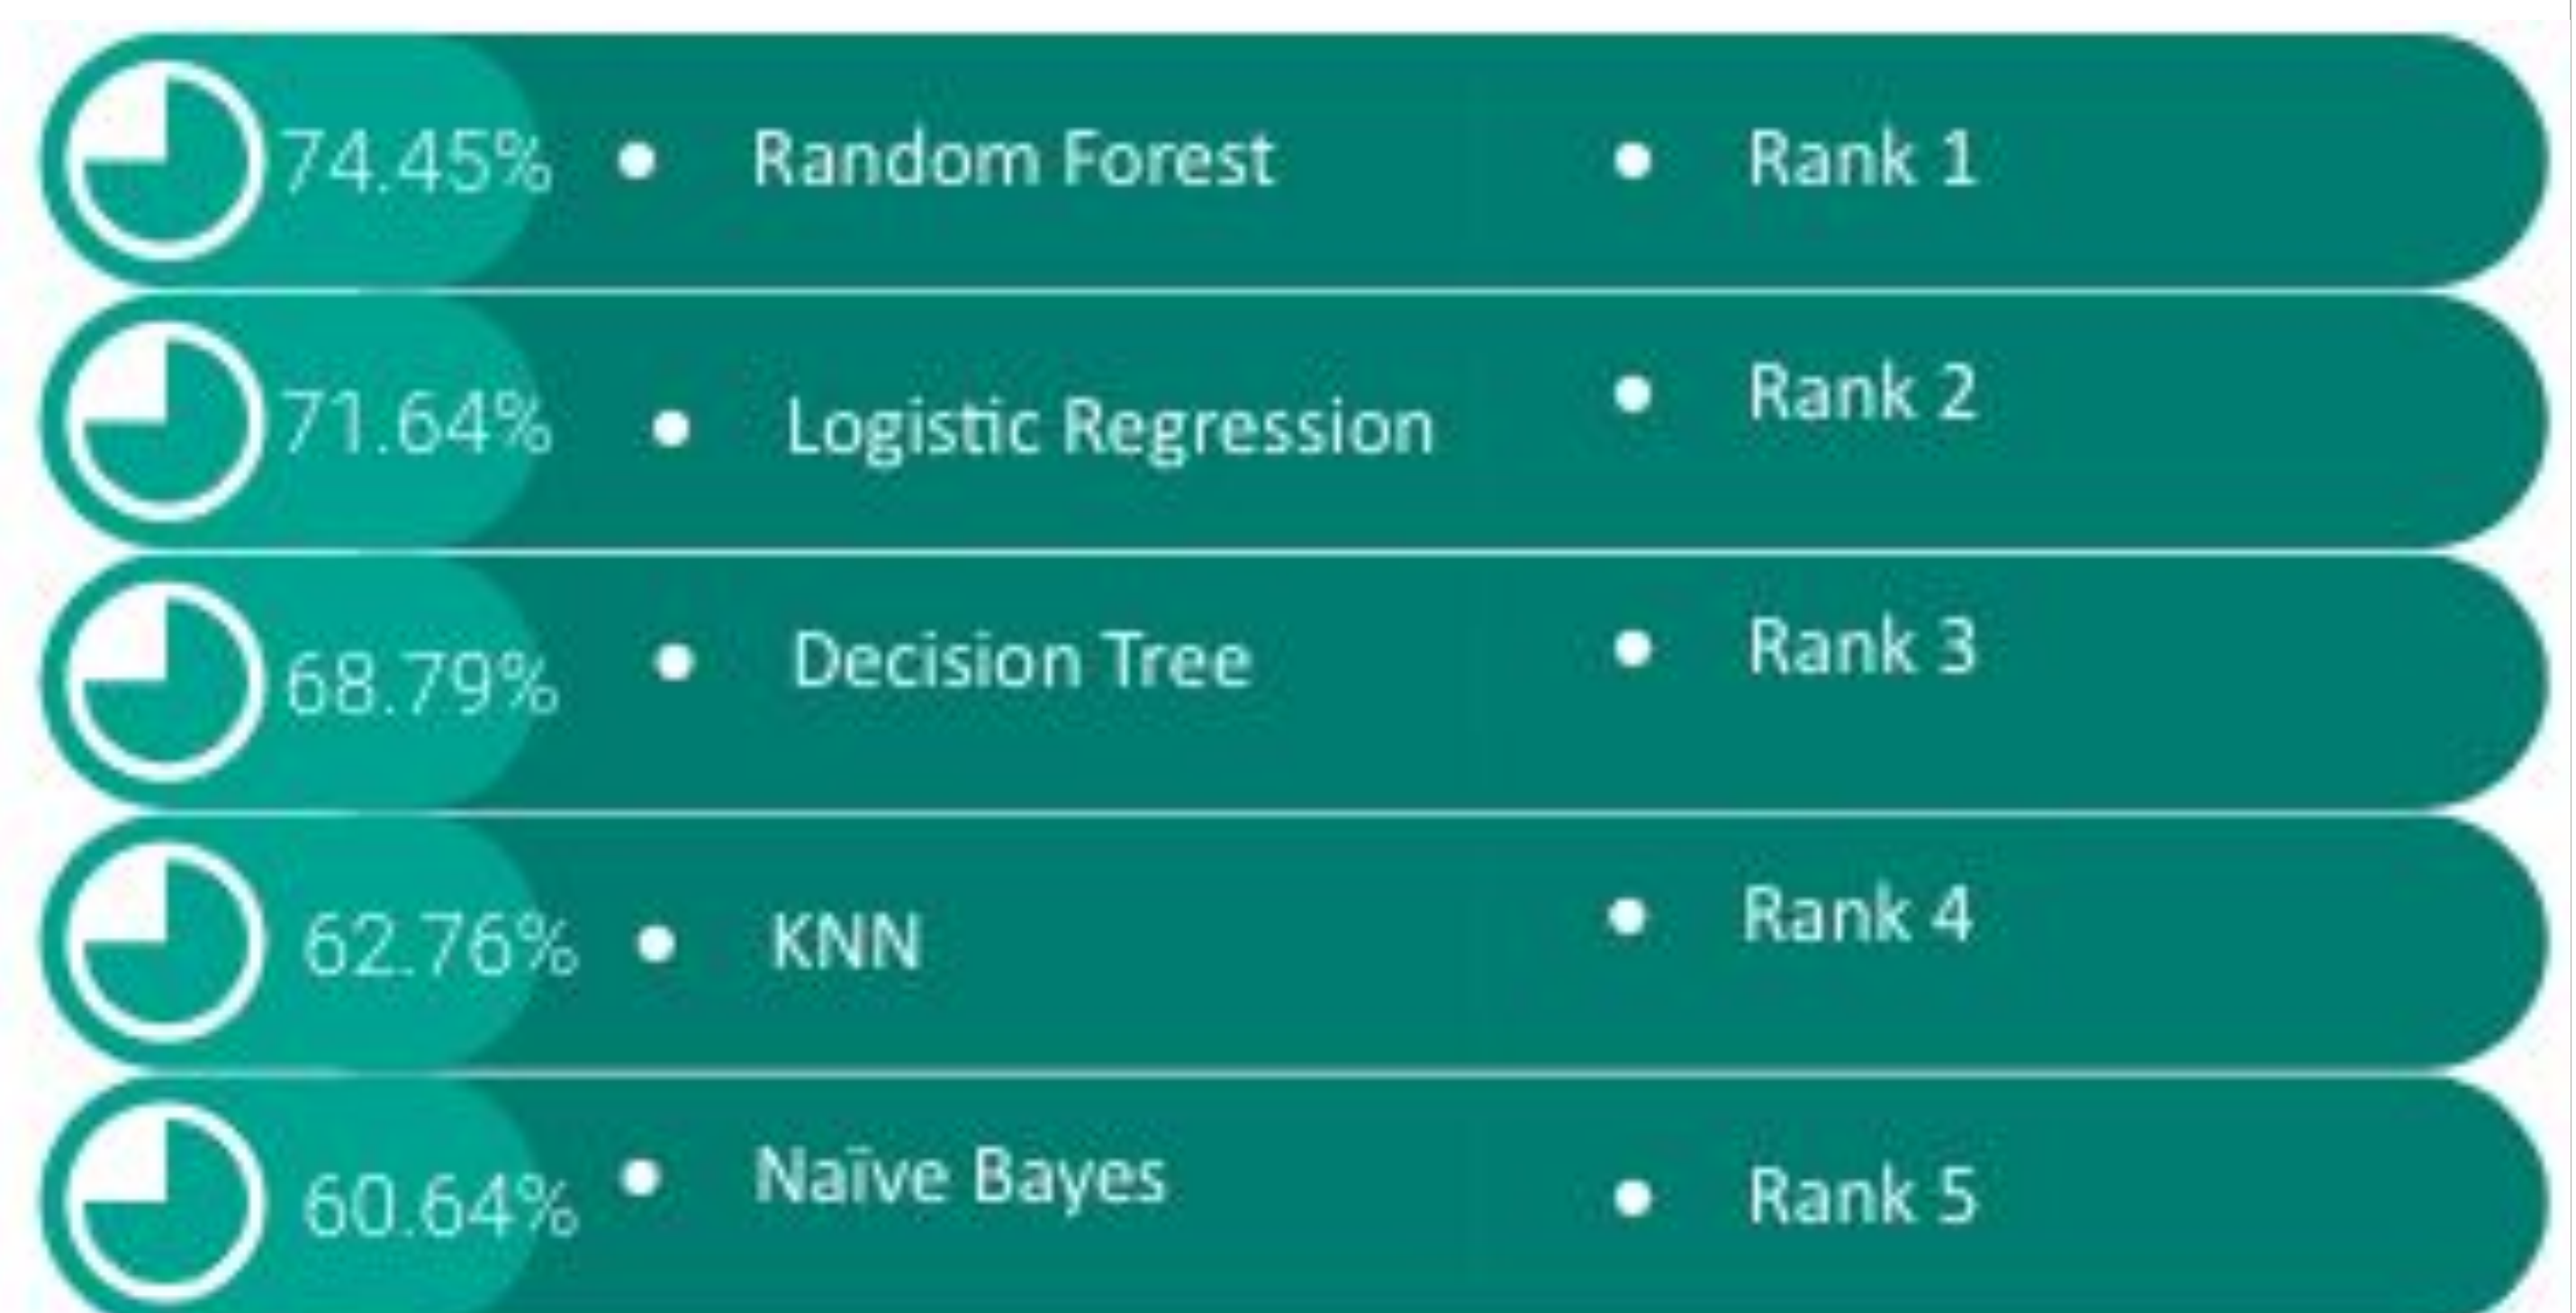 74.45% • Random Forest • Rank 1
71.64% • Logistic Regression • Rank 2
68.79% • Decision Tree • Rank 3
62.76% • KNN • Rank 4
60.64% • Naïve Bayes • Rank 5